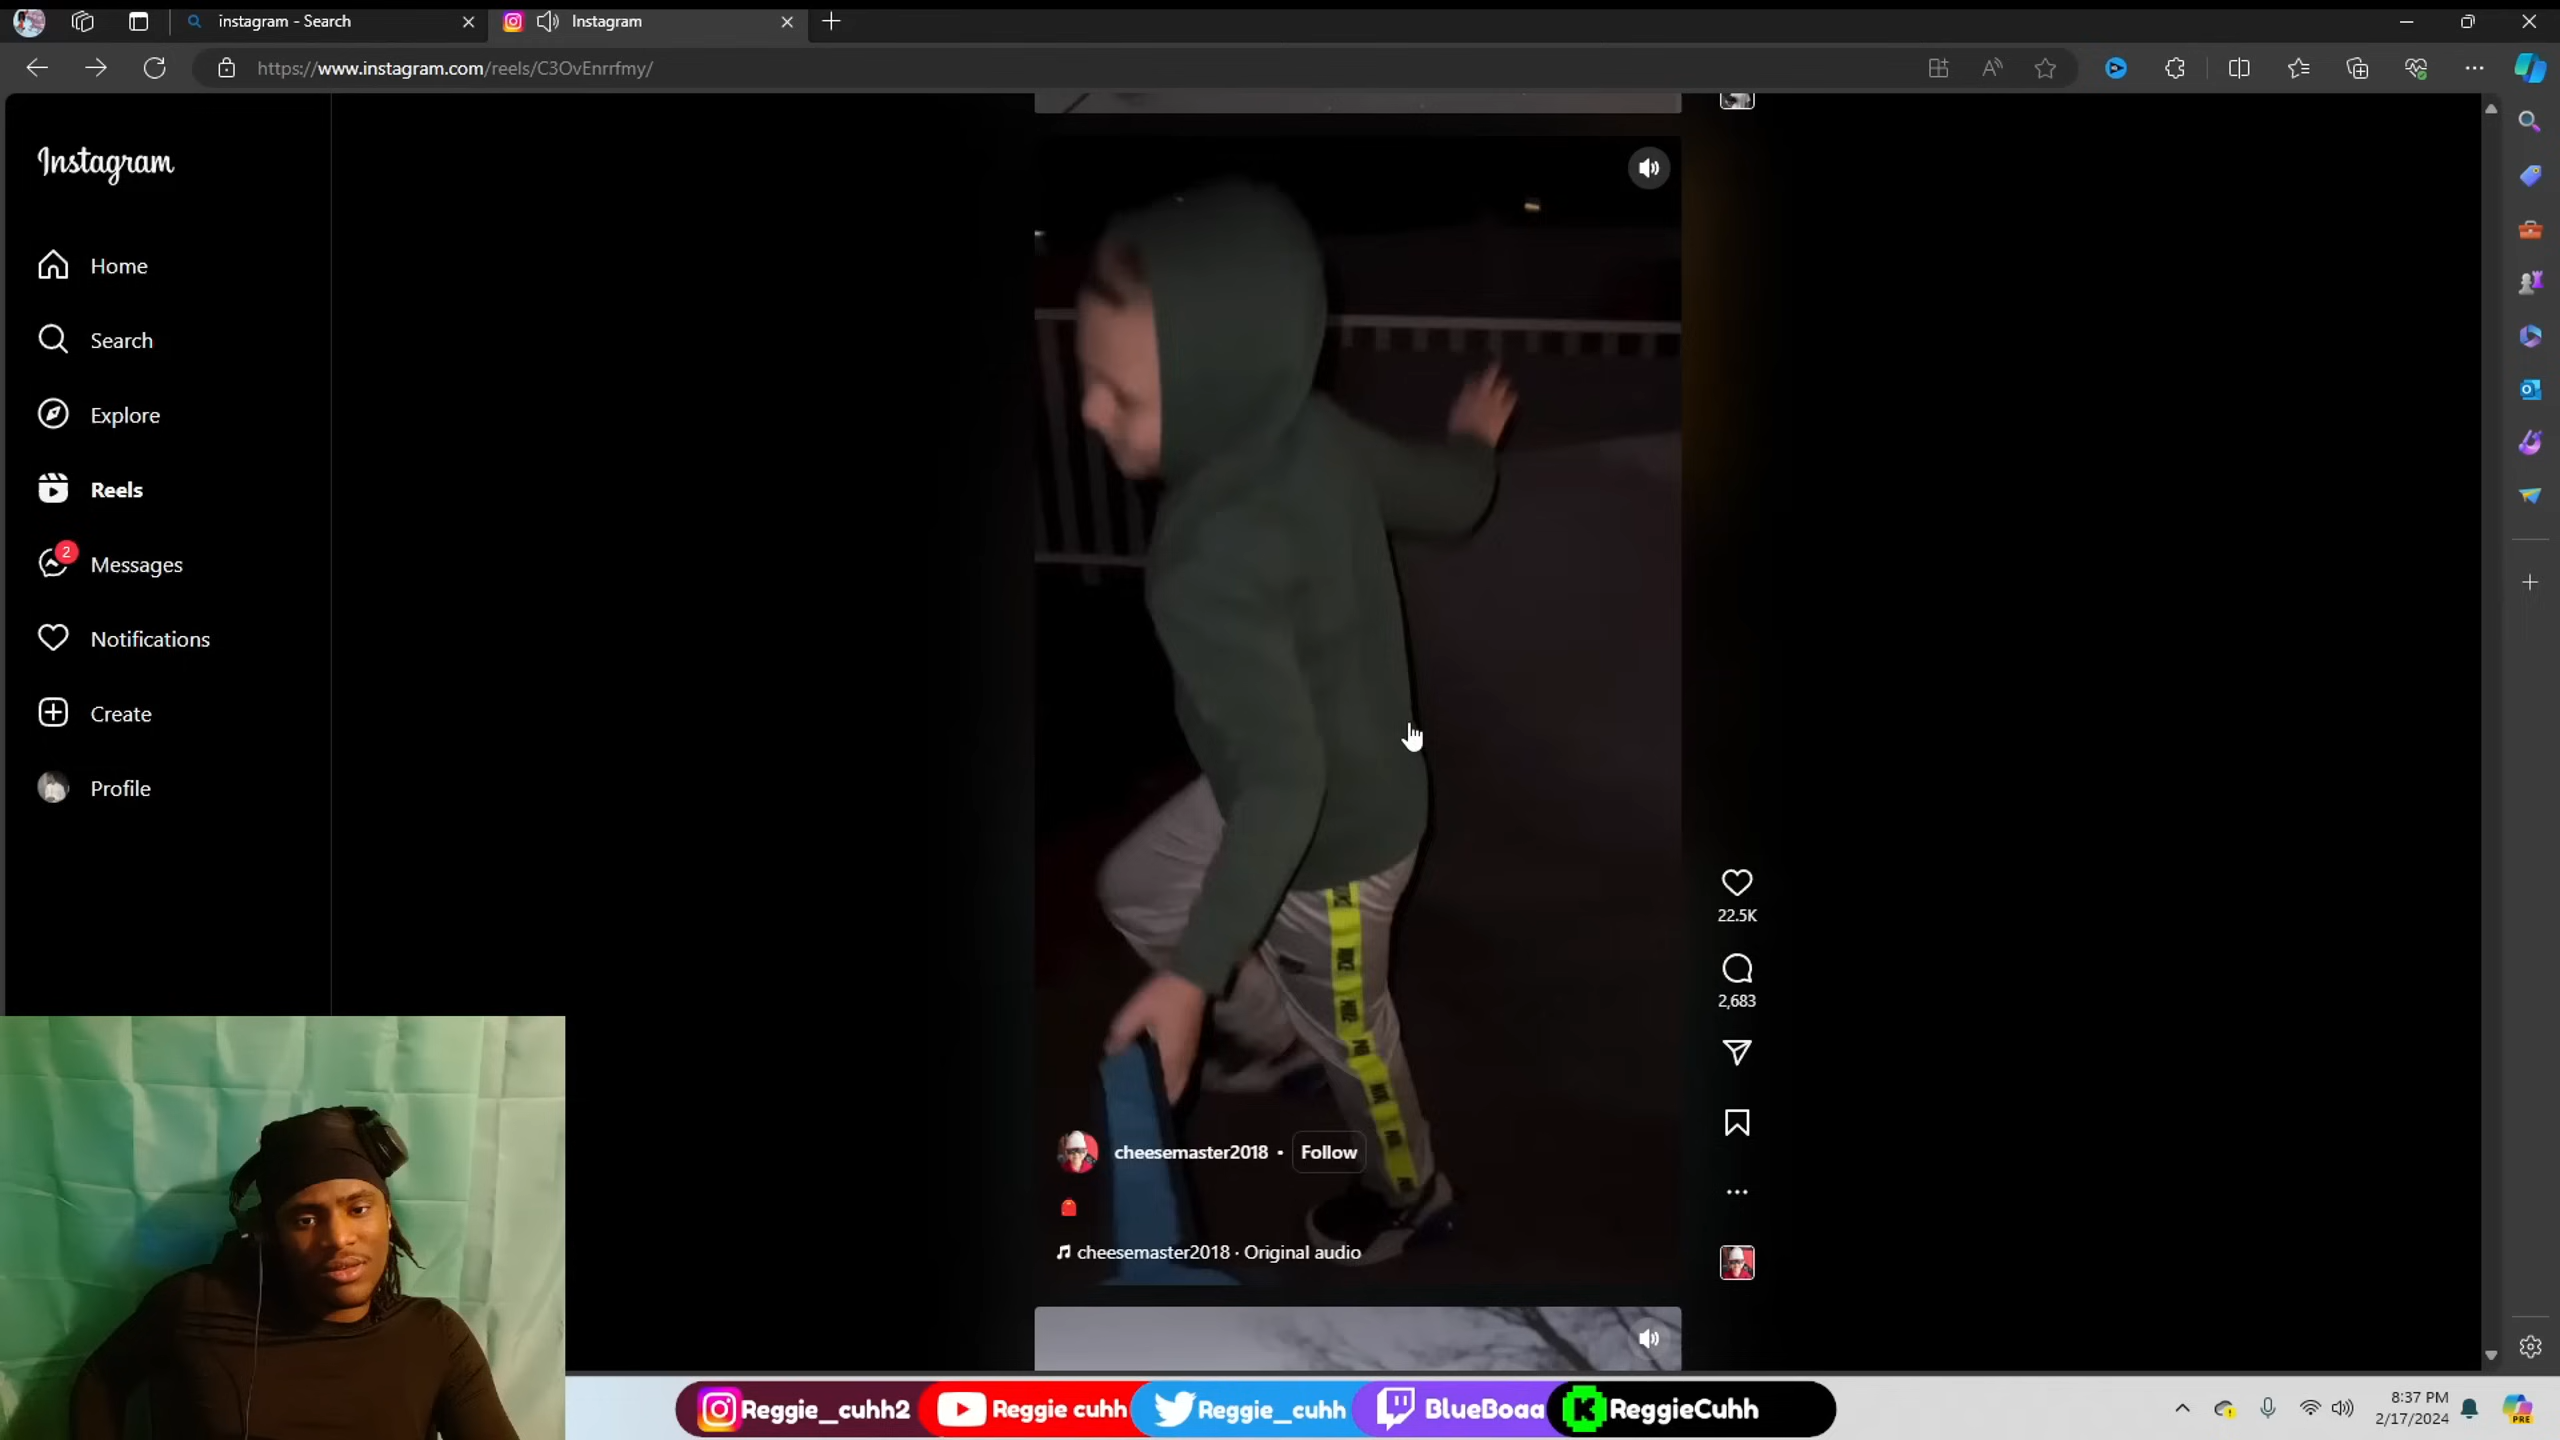 instagram - Search
Instagram
https://www.instagram.com/reels/C3OvEnrrfmy/
Instagram
Home
Search
Explore
Reels
2
Messages
Notifications
Create
Profile
22.5K
2,683
cheesemaster2018 • Follow
cheesemaster2018 · Original audio
Reggie_cuhh2
Reggie cuhh
Reggie_cuhh
BlueBoaa
ReggieCuhh
8:37 PM
2/17/2024
PRE